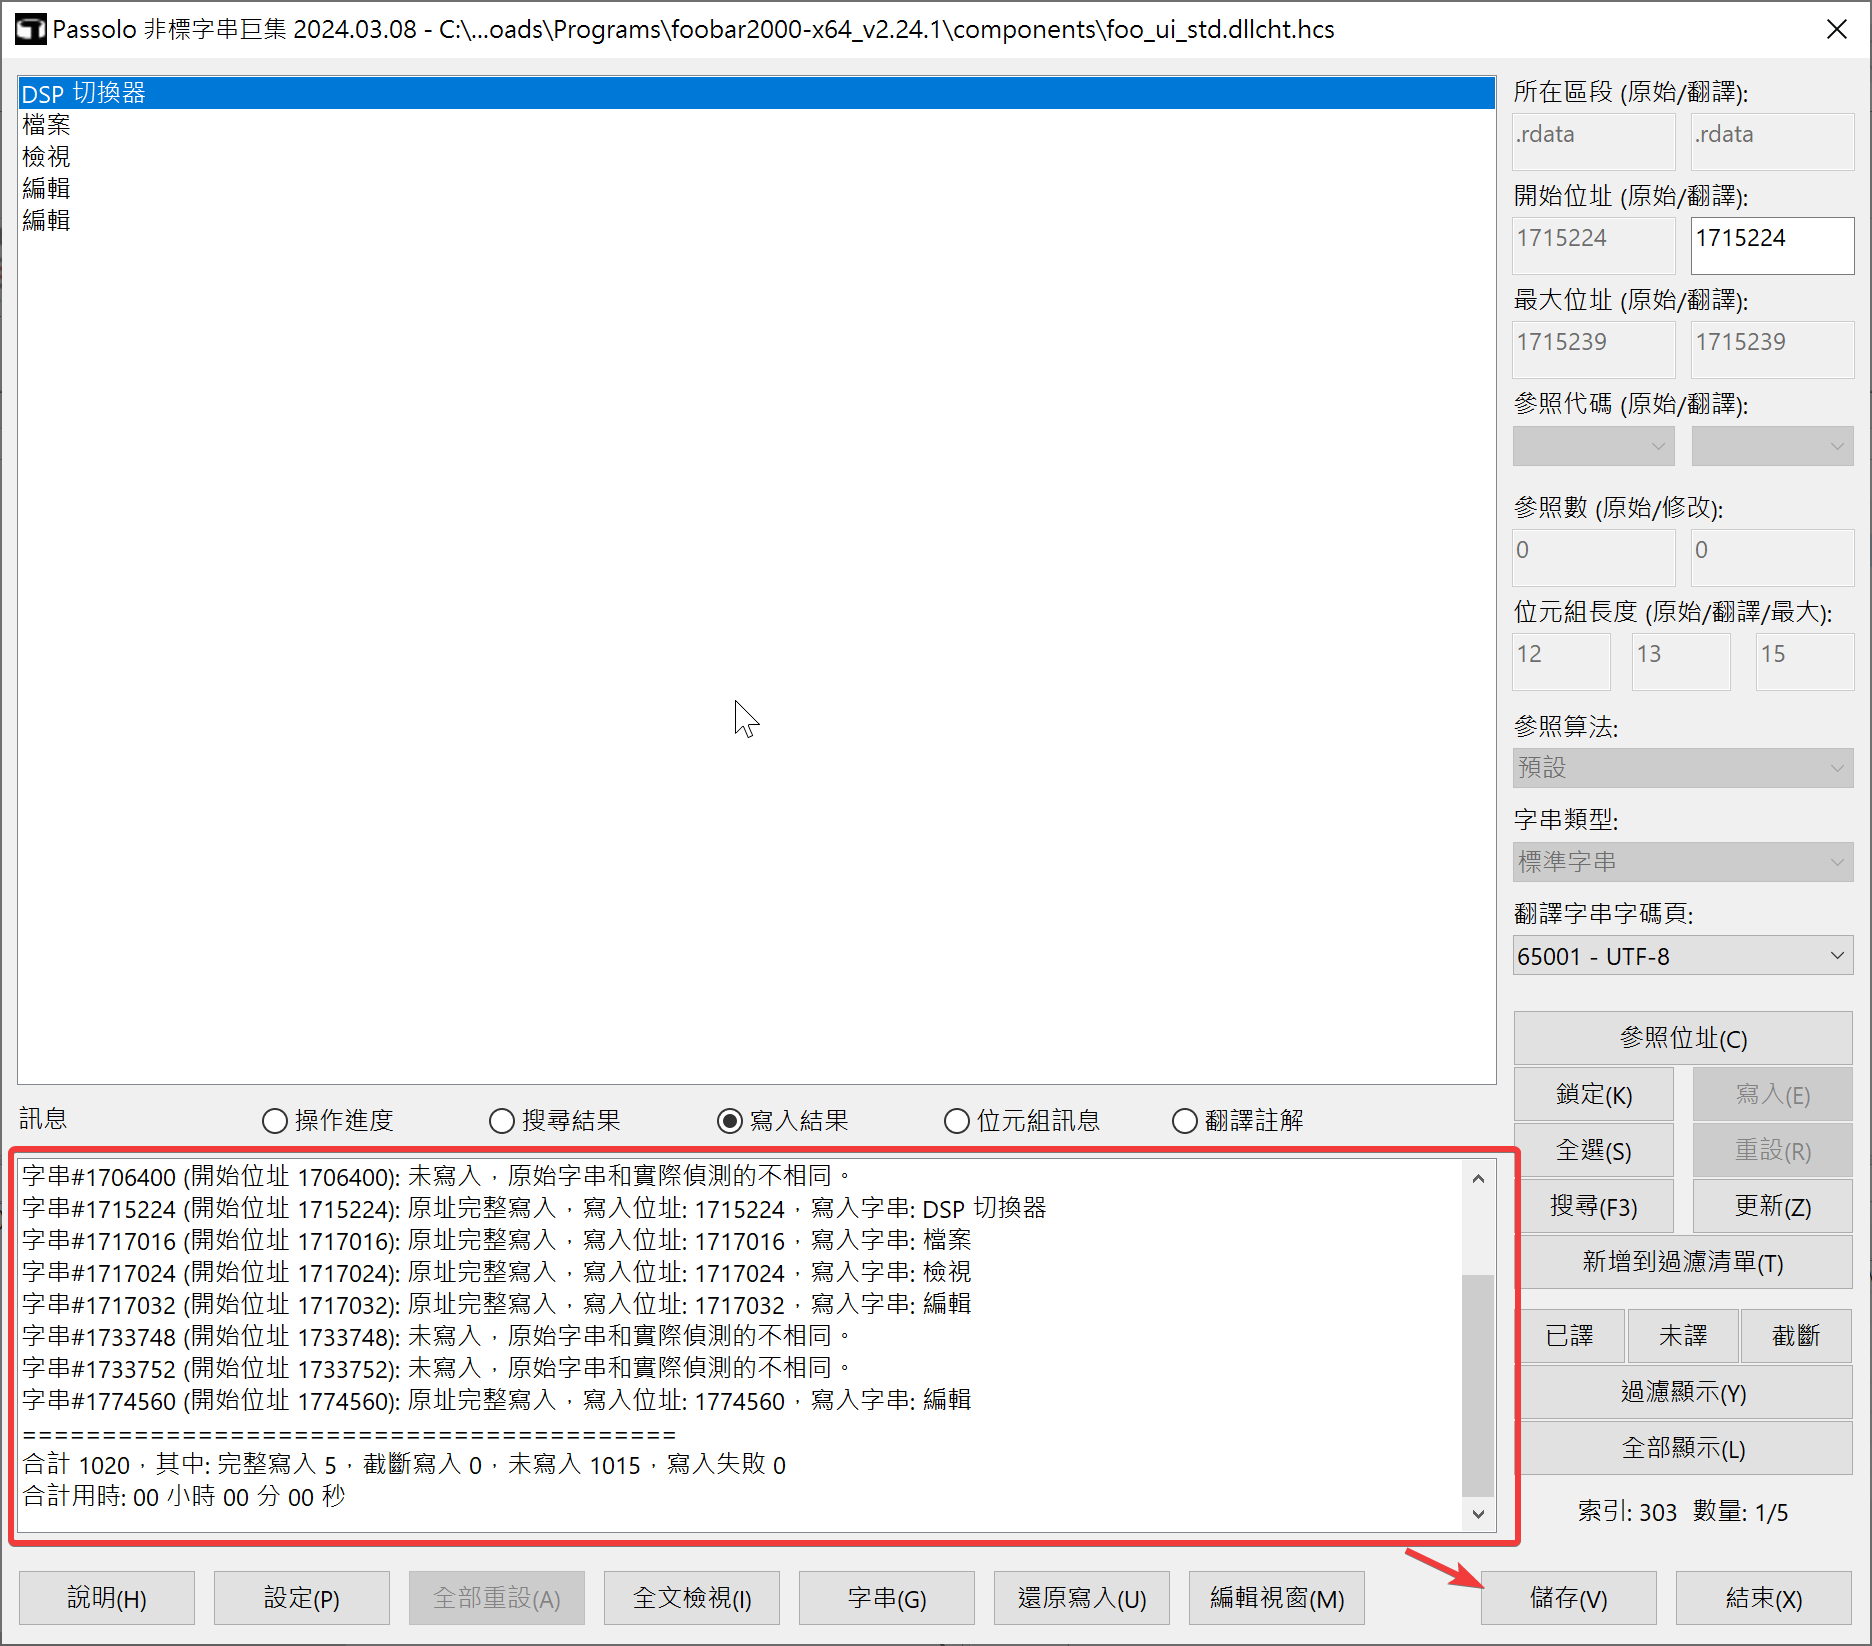 Passolo 非標字串巨集 2024.03.08 - C:\...oads\Programs\foobar2000-x64_v2.24.1\components\foo_ui_std.dllcht.hcs
DSP 切換器
檔案
檢視
編輯
編輯
所在區段 (原始/翻譯):
.rdata .rdata
開始位址 (原始/翻譯):
1715224 1715224
最大位址 (原始/翻譯):
1715239 1715239
參照代碼 (原始/翻譯):
參照數 (原始/修改):
0 0
位元組長度 (原始/翻譯/最大):
12 13 15
參照算法:
預設
字串類型:
標準字串
翻譯字串字碼頁:
65001 - UTF-8
參照位址(C)
鎖定(K) 寫入(E)
全選(S) 重設(R)
搜尋(F3) 更新(Z)
新增到過濾清單(T)
已譯 未譯 截斷
過濾顯示(Y)
全部顯示(L)
索引: 303 數量: 1/5
訊息 操作進度 搜尋結果 寫入結果 位元組訊息 翻譯註解
字串#1706400 (開始位址 1706400): 未寫入，原始字串和實際偵測的不相同。
字串#1715224 (開始位址 1715224): 原址完整寫入，寫入位址: 1715224，寫入字串: DSP 切換器
字串#1717016 (開始位址 1717016): 原址完整寫入，寫入位址: 1717016，寫入字串: 檔案
字串#1717024 (開始位址 1717024): 原址完整寫入，寫入位址: 1717024，寫入字串: 檢視
字串#1717032 (開始位址 1717032): 原址完整寫入，寫入位址: 1717032，寫入字串: 編輯
字串#1733748 (開始位址 1733748): 未寫入，原始字串和實際偵測的不相同。
字串#1733752 (開始位址 1733752): 未寫入，原始字串和實際偵測的不相同。
字串#1774560 (開始位址 1774560): 原址完整寫入，寫入位址: 1774560，寫入字串: 編輯
=========================================
合計 1020，其中: 完整寫入 5，截斷寫入 0，未寫入 1015，寫入失敗 0
合計用時: 00 小時 00 分 00 秒
說明(H) 設定(P) 全部重設(A) 全文檢視(I) 字串(G) 還原寫入(U) 編輯視窗(M) 儲存(V) 結束(X)